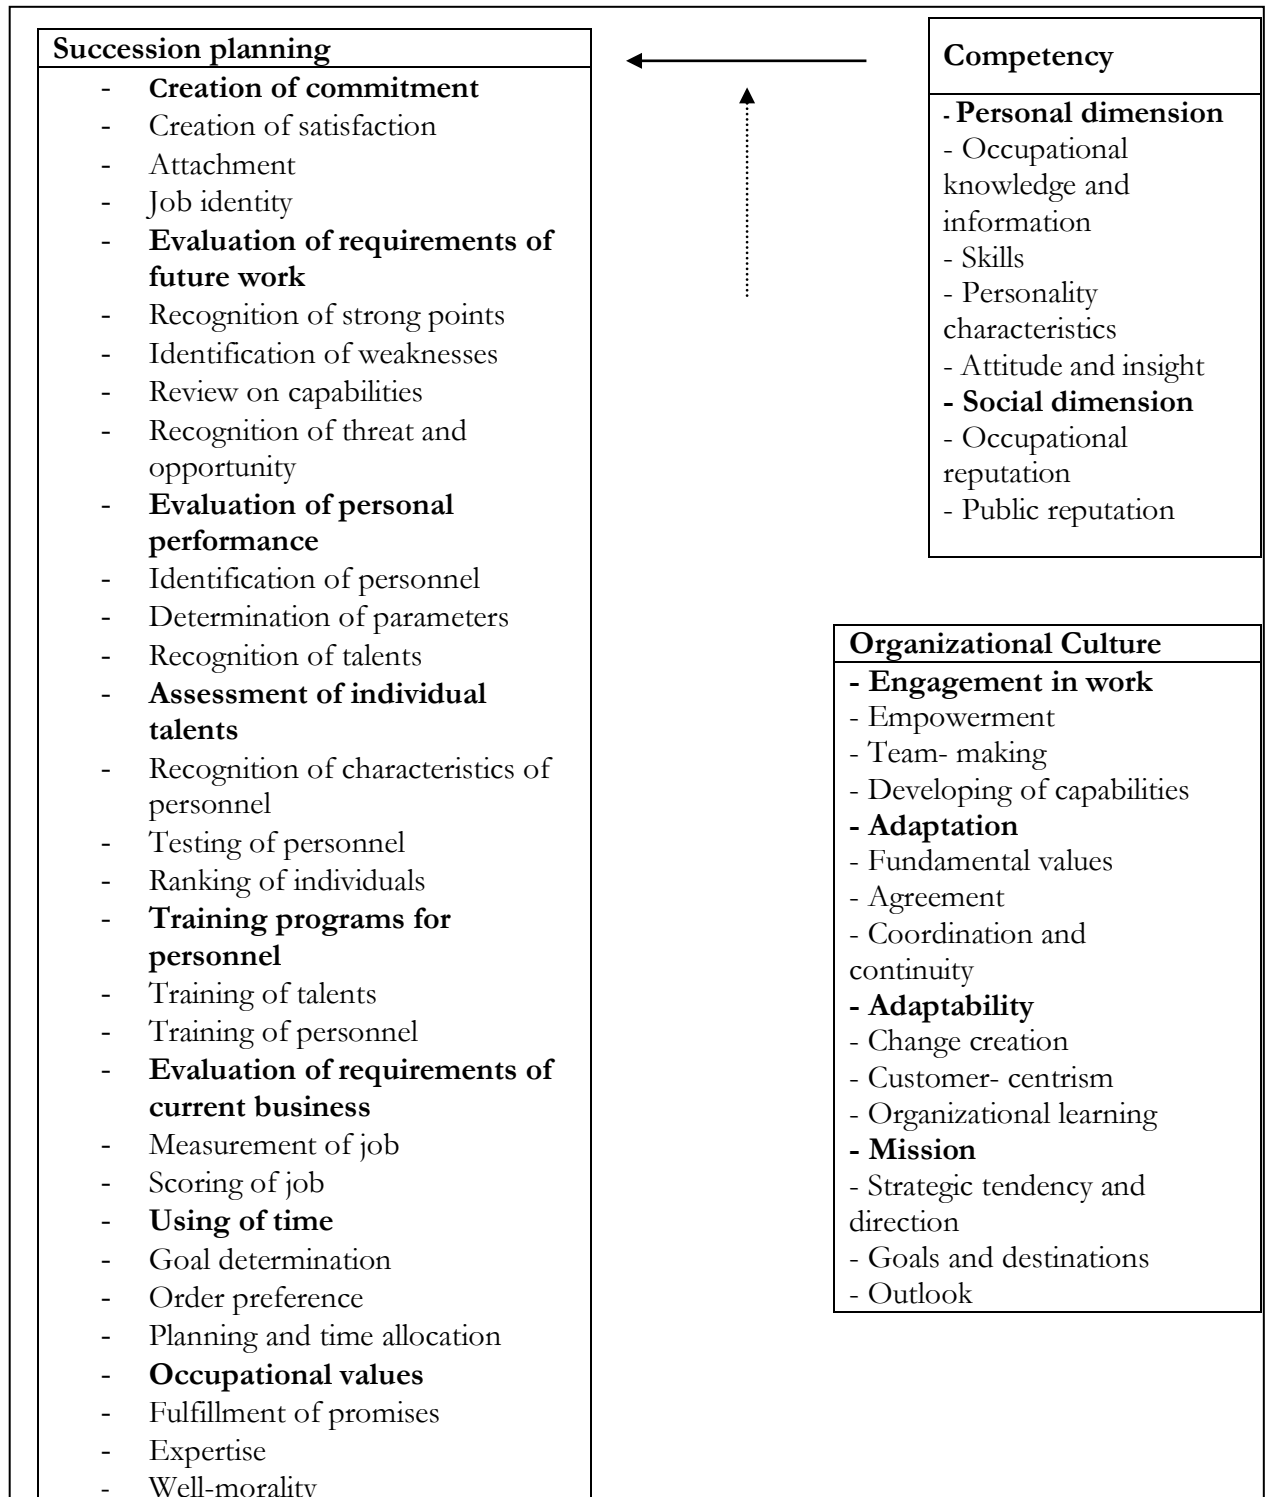 Succession planning
- Creation of commitment
- Creation of satisfaction
- Attachment
- Job identity
- Evaluation of requirements of
future work
- Recognition of strong points
- Identification of weaknesses
- Review on capabilities
- Recognition of threat and
opportunity
- Evaluation of personal
performance
- Identification of personnel
- Determination of parameters
- Recognition of talents
- Assessment of individual
talents
- Recognition of characteristics of
personnel
- Testing of personnel
- Ranking of individuals
- Training programs for
personnel
- Training of talents
- Training of personnel
- Evaluation of requirements of
current business
- Measurement of job
- Scoring of job
- Using of time
- Goal determination
- Order preference
- Planning and time allocation
- Occupational values
- Fulfillment of promises
- Expertise
- Well-morality
Competency
- Personal dimension
- Occupational
knowledge and
information
- Skills
- Personality
characteristics
- Attitude and insight
- Social dimension
- Occupational
reputation
- Public reputation
Organizational Culture
- Engagement in work
- Empowerment
- Team- making
- Developing of capabilities
- Adaptation
- Fundamental values
- Agreement
- Coordination and
continuity
- Adaptability
- Change creation
- Customer- centrism
- Organizational learning
- Mission
- Strategic tendency and
direction
- Goals and destinations
- Outlook